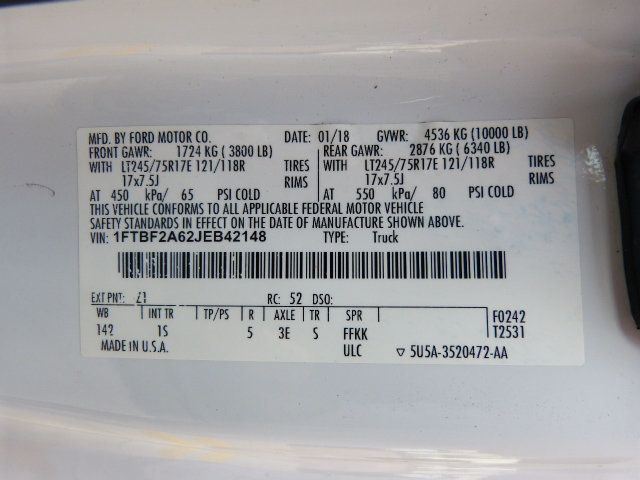 MFD. BY FORD MOTOR CO. DATE: 01/18 GVWR: 4536 KG (10000 LB)
FRONT GAWR: 1724 KG ( 3800 LB) REAR GAWR: 2876 KG ( 6340 LB)
WITH LT245/75R17E 121/118R TIRES WITH LT245/75R17E 121/118R TIRES
17x7.5J RIMS 17x7.5J RIMS
AT 450 kPa/ 65 PSI COLD AT 550 kPa/ 80 PSI COLD
THIS VEHICLE CONFORMS TO ALL APPLICABLE FEDERAL MOTOR VEHICLE
SAFETY STANDARDS IN EFFECT ON THE DATE OF MANUFACTURE SHOWN ABOVE.
VIN: 1FTBF2A62JEB42148 TYPE: Truck
EXT PNT: Z1 RC: 52 DSO:
WB INT TR TP/PS R AXLE TR SPR F0242
142 1S 5 3E S FFKK T2531
MADE IN U.S.A. ULC ▽ 5U5A-3520472-AA